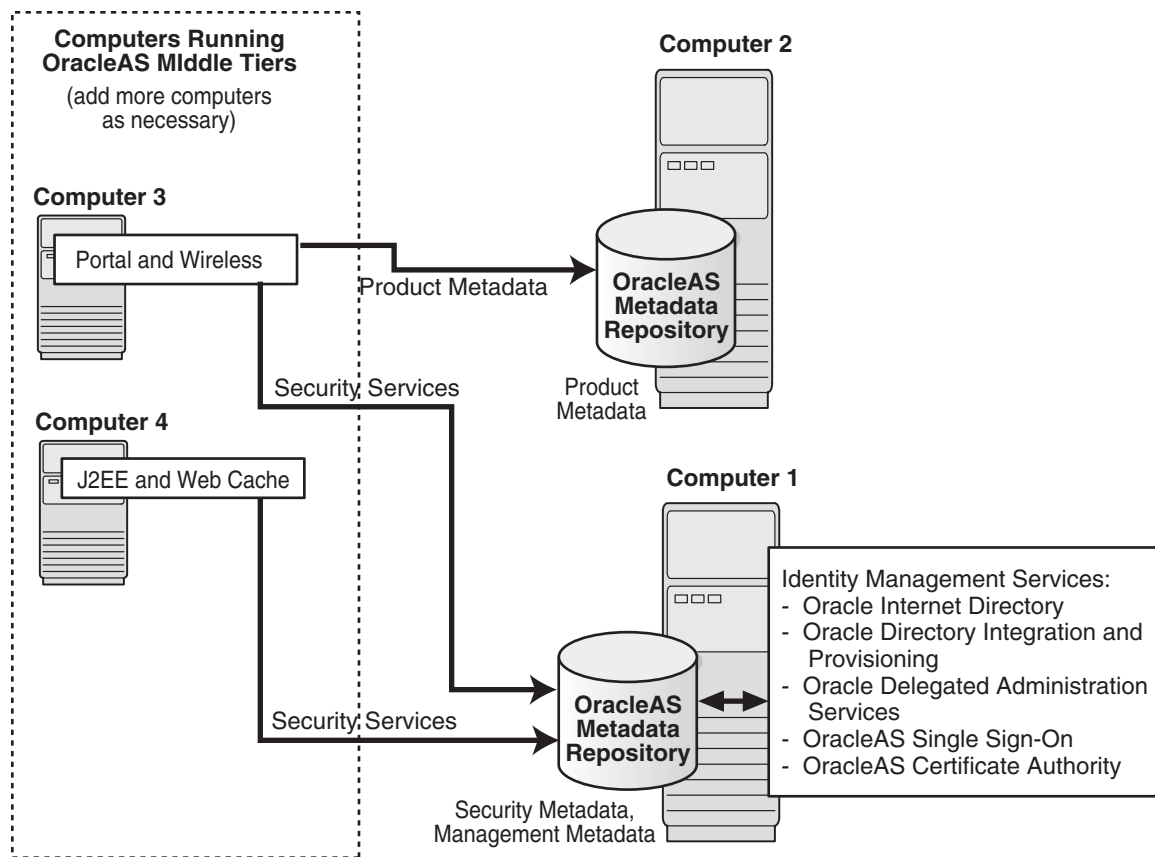 Computers Running
OracleAS MIddle Tiers
(add more computers
as necessary)
Computer 2
Computer 3
Portal and Wireless
Product Metadata
OracleAS
Metadata
Repository
Product
Metadata
Security Services
Computer 4
J2EE and Web Cache
Computer 1
Identity Management Services:
- Oracle Internet Directory
- Oracle Directory Integration and
Provisioning
- Oracle Delegated Administration
Services
- OracleAS Single Sign-On
- OracleAS Certificate Authority
Security Services
OracleAS
Metadata
Repository
Security Metadata,
Management Metadata